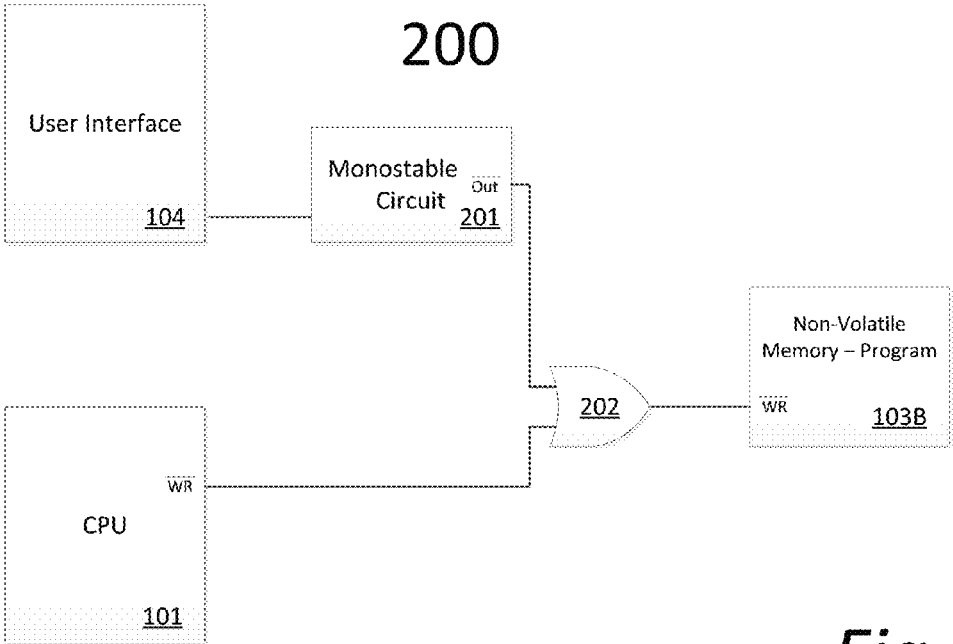 200
User Interface
104
Monostable
Circuit
Out
201
Non-Volatile
Memory – Program
WR
103B
202
WR
CPU
101